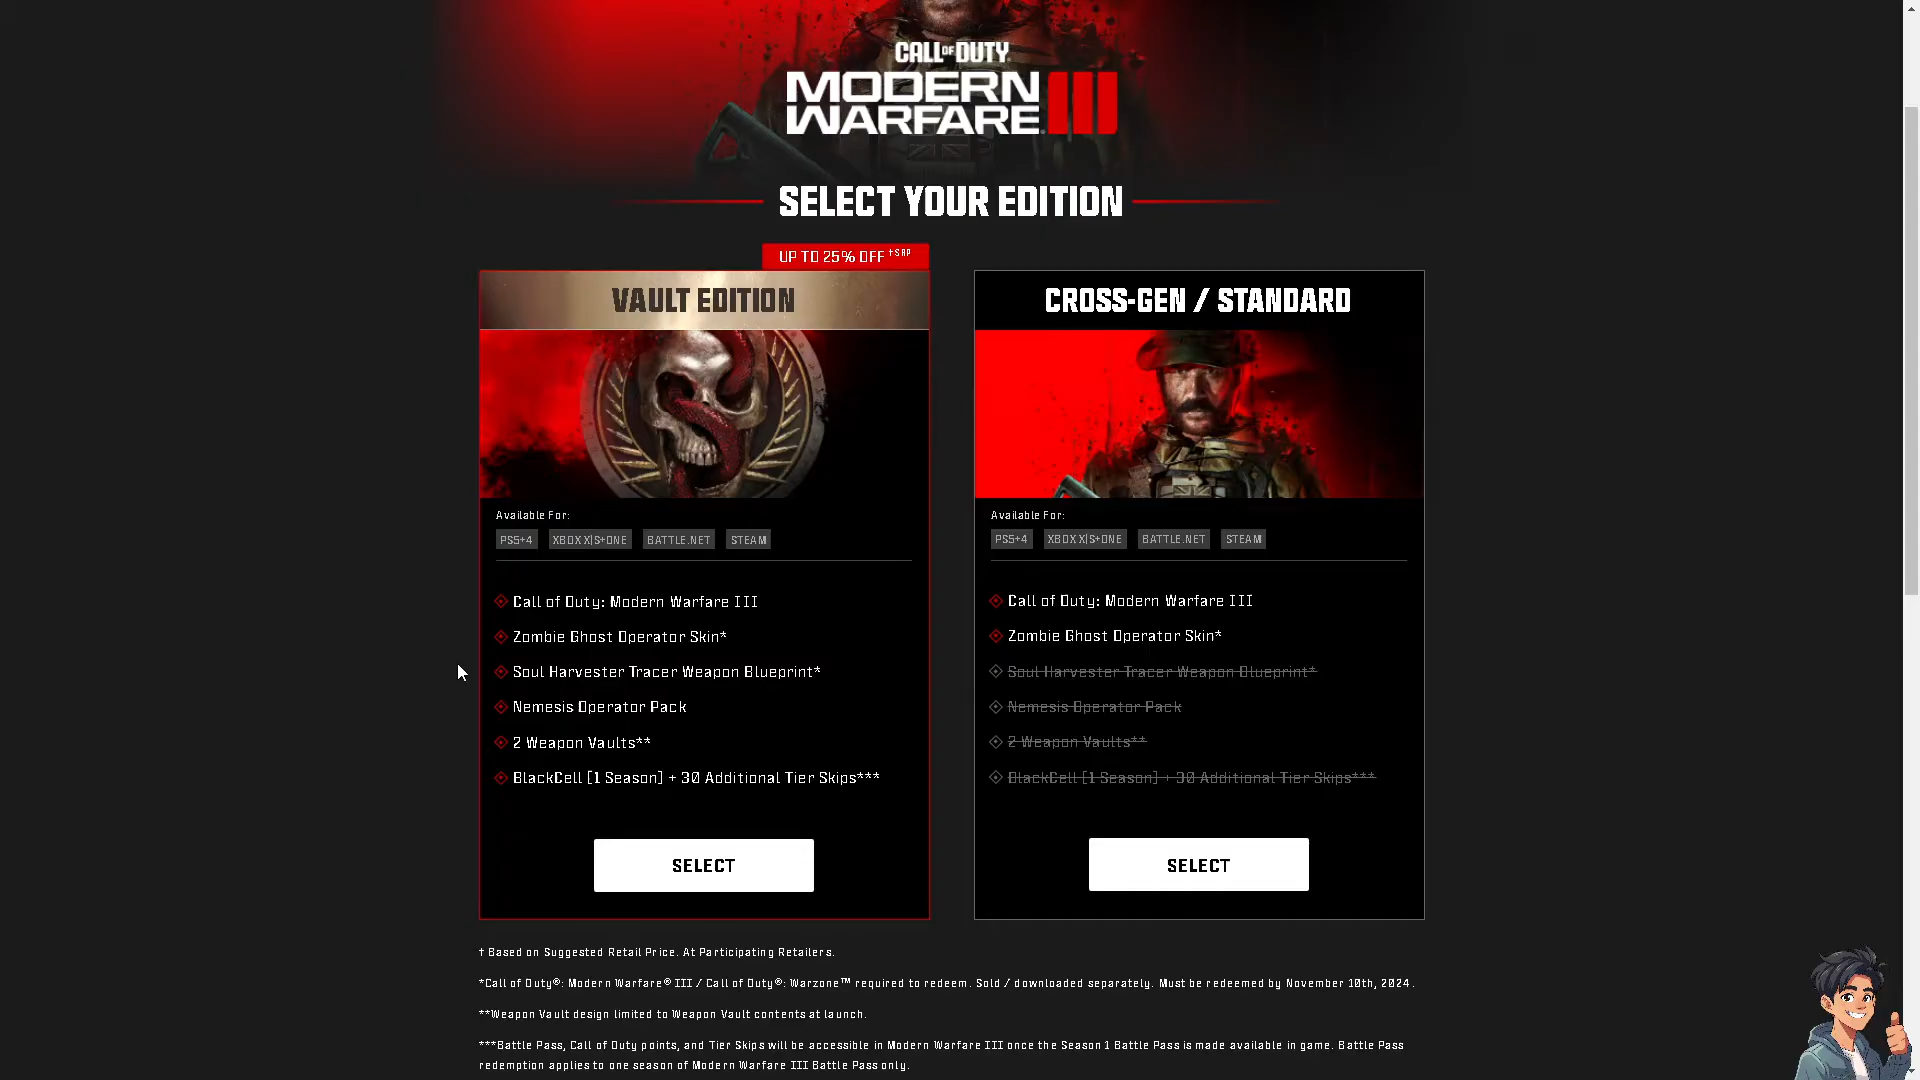 CALL OF DUTY
MODERN
WARFARE III
SELECT YOUR EDITION
UP TO 25% OFF †SRP
VAULT EDITION
Available For:
PS5+4 XBOX X|S+ONE BATTLE.NET STEAM
Call of Duty: Modern Warfare III
Zombie Ghost Operator Skin*
Soul Harvester Tracer Weapon Blueprint*
Nemesis Operator Pack
2 Weapon Vaults**
BlackCell [1 Season] + 30 Additional Tier Skips***
SELECT
CROSS-GEN / STANDARD
Available For:
PS5+4 XBOX X|S+ONE BATTLE.NET STEAM
Call of Duty: Modern Warfare III
Zombie Ghost Operator Skin*
Soul Harvester Tracer Weapon Blueprint*
Nemesis Operator Pack
2 Weapon Vaults**
BlackCell [1 Season] + 30 Additional Tier Skips***
SELECT
† Based on Suggested Retail Price. At Participating Retailers.
*Call of Duty®: Modern Warfare® III / Call of Duty®: Warzone™ required to redeem. Sold / downloaded separately. Must be redeemed by November 10th, 2024.
**Weapon Vault design limited to Weapon Vault contents at launch.
***Battle Pass, Call of Duty points, and Tier Skips will be accessible in Modern Warfare III once the Season 1 Battle Pass is made available in game. Battle Pass
redemption applies to one season of Modern Warfare III Battle Pass only.